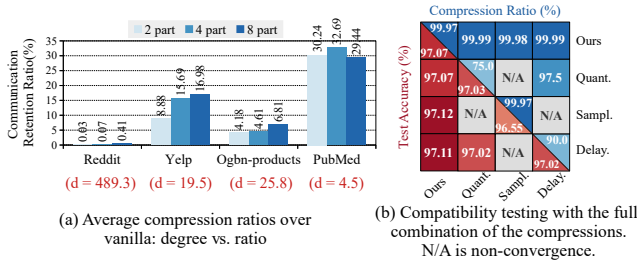 2 part 4 part 8 part
Communication
Retention Ratio(%)
35
30
25
20
15
10
5
0
0.03 0.07 0.41
8.88 15.69 16.98
4.18 4.61 6.81
30.24 32.69 29.44
Reddit Yelp Ogbn-products PubMed
(d = 489.3) (d = 19.5) (d = 25.8) (d = 4.5)
(a) Average compression ratios over
vanilla: degree vs. ratio
Compression Ratio (%)
Test Accuracy (%)
99.97 99.99 99.98 99.99 Ours
97.07
97.07 75.0 N/A 97.5 Quant.
97.03
97.12 N/A 99.97 N/A Sampl.
96.55
97.11 97.02 N/A 90.0 Delay.
97.02
Ours Quant. Sampl. Delay.
(b) Compatibility testing with the full
combination of the compressions.
N/A is non-convergence.